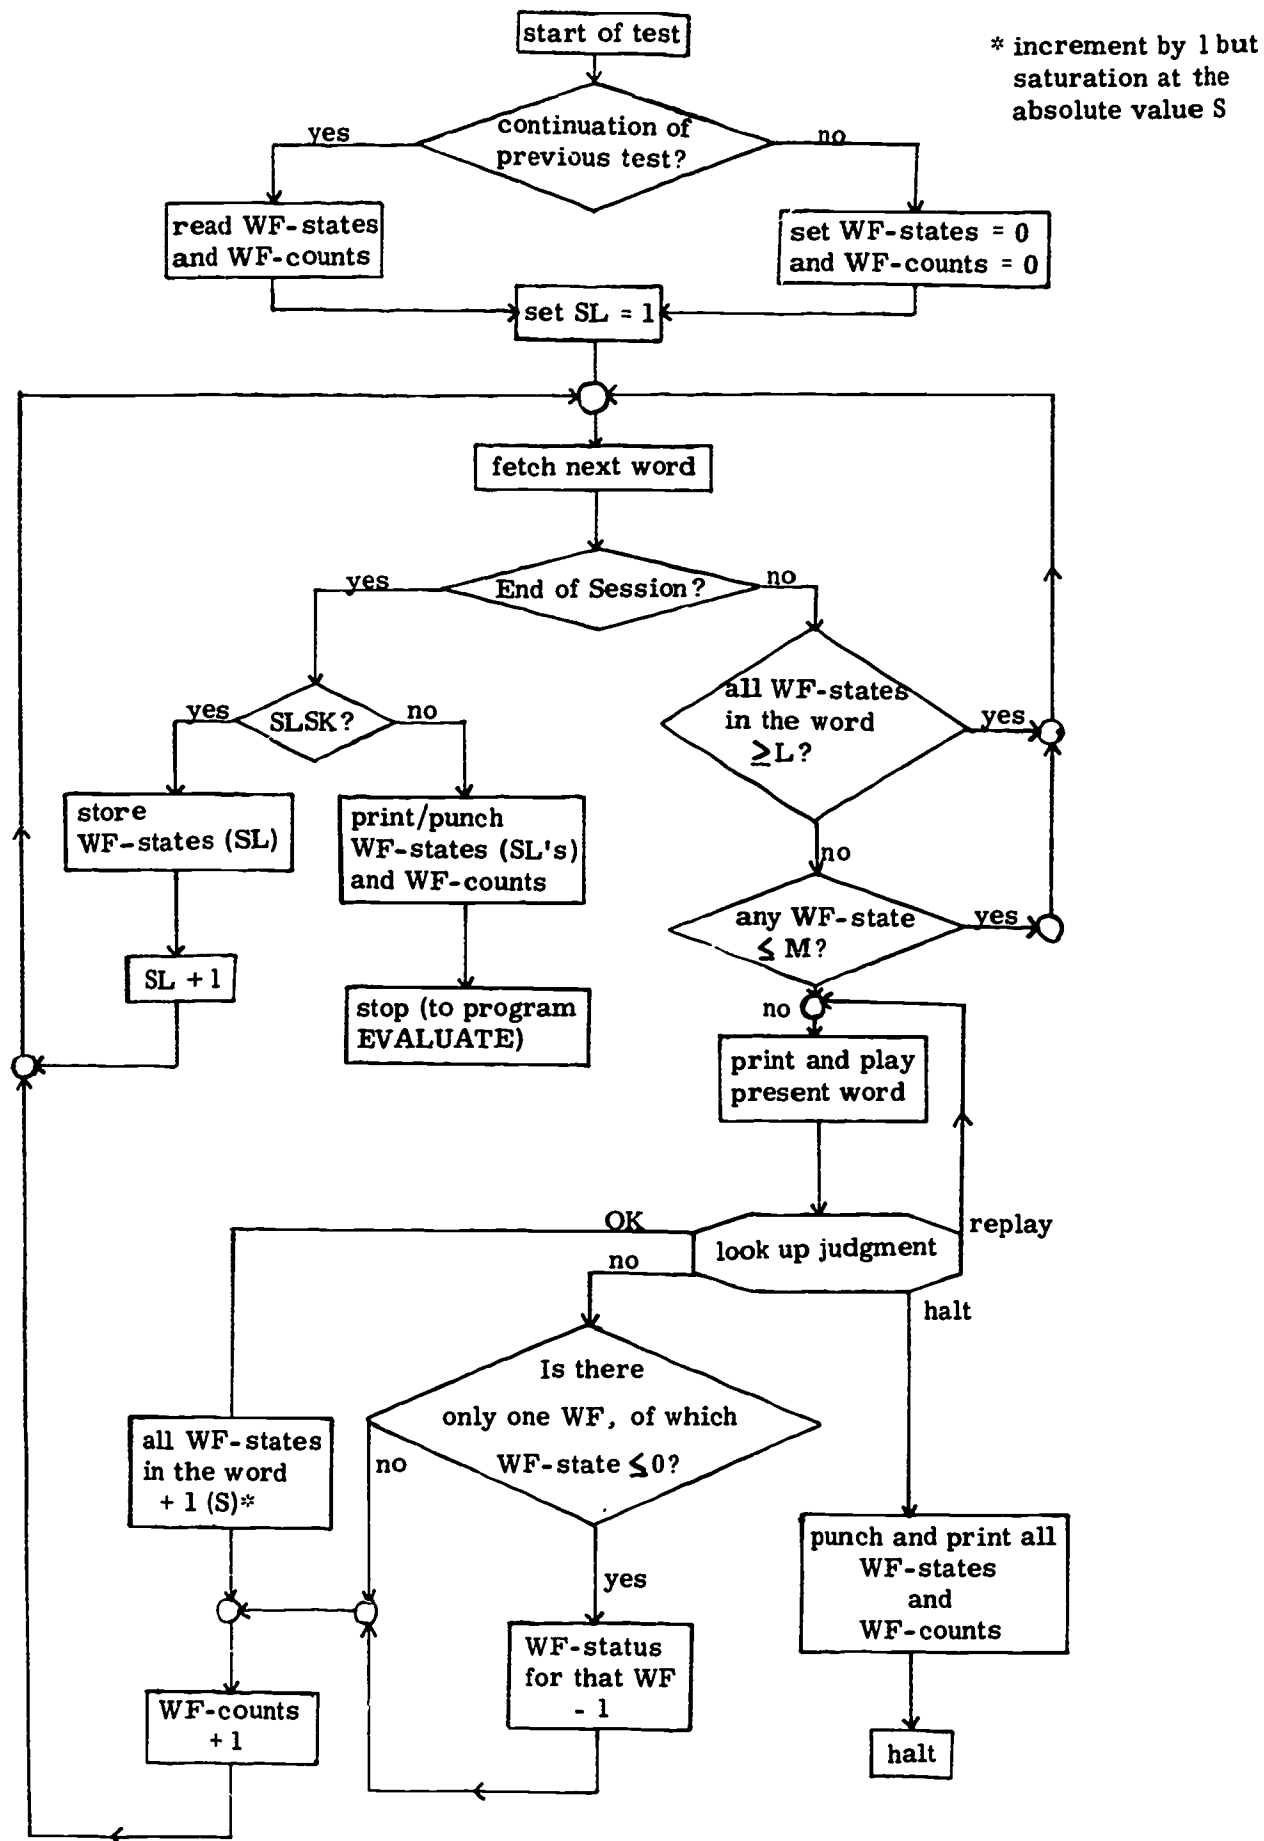 start of test
* increment by 1 but
saturation at the
absolute value S
continuation of
previous test?
yes
no
read WF-states
and WF-counts
set WF-states = 0
and WF-counts = 0
set SL = 1
fetch next word
End of Session?
yes
no
all WF-states
in the word
≥L?
yes
no
SLSK?
yes
no
store
WF-states (SL)
print/punch
WF-states (SL's)
and WF-counts
any WF-state
≤ M?
yes
no
SL + 1
stop (to program
EVALUATE)
print and play
present word
look up judgment
OK
no
replay
halt
Is there
only one WF, of which
WF-state ≤0?
no
yes
all WF-states
in the word
+ 1 (S)*
punch and print all
WF-states
and
WF-counts
WF-status
for that WF
- 1
WF-counts
+ 1
halt